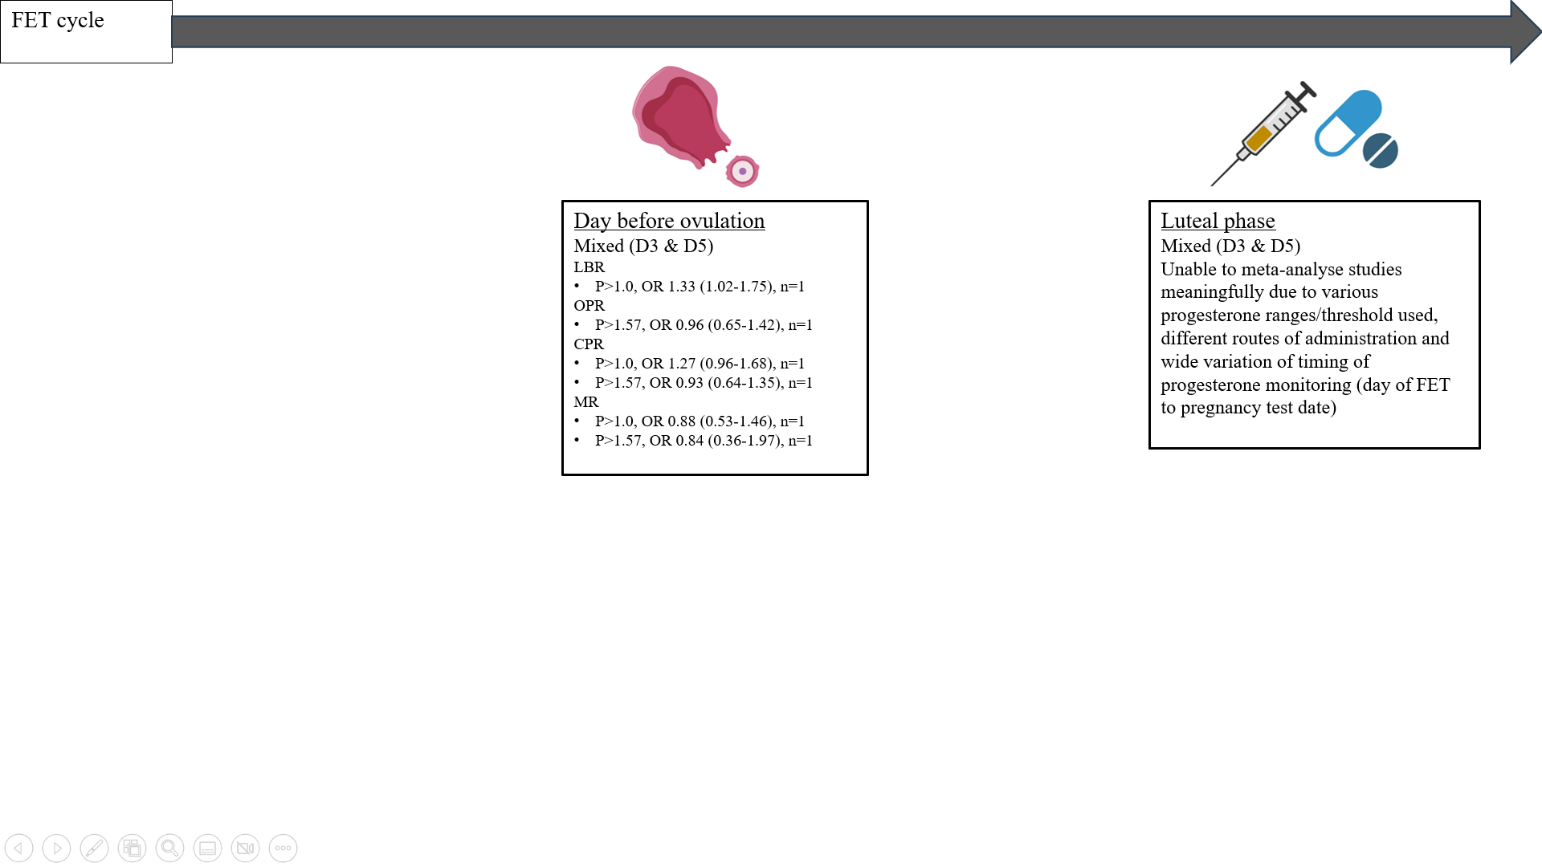 FET cycle
Day before ovulation
Mixed (D3 & D5)
LBR
• P>1.0, OR 1.33 (1.02-1.75), n=1
OPR
• P>1.57, OR 0.96 (0.65-1.42), n=1
CPR
• P>1.0, OR 1.27 (0.96-1.68), n=1
• P>1.57, OR 0.93 (0.64-1.35), n=1
MR
• P>1.0, OR 0.88 (0.53-1.46), n=1
• P>1.57, OR 0.84 (0.36-1.97), n=1
Luteal phase
Mixed (D3 & D5)
Unable to meta-analyse studies
meaningfully due to various
progesterone ranges/threshold used,
different routes of administration and
wide variation of timing of
progesterone monitoring (day of FET
to pregnancy test date)